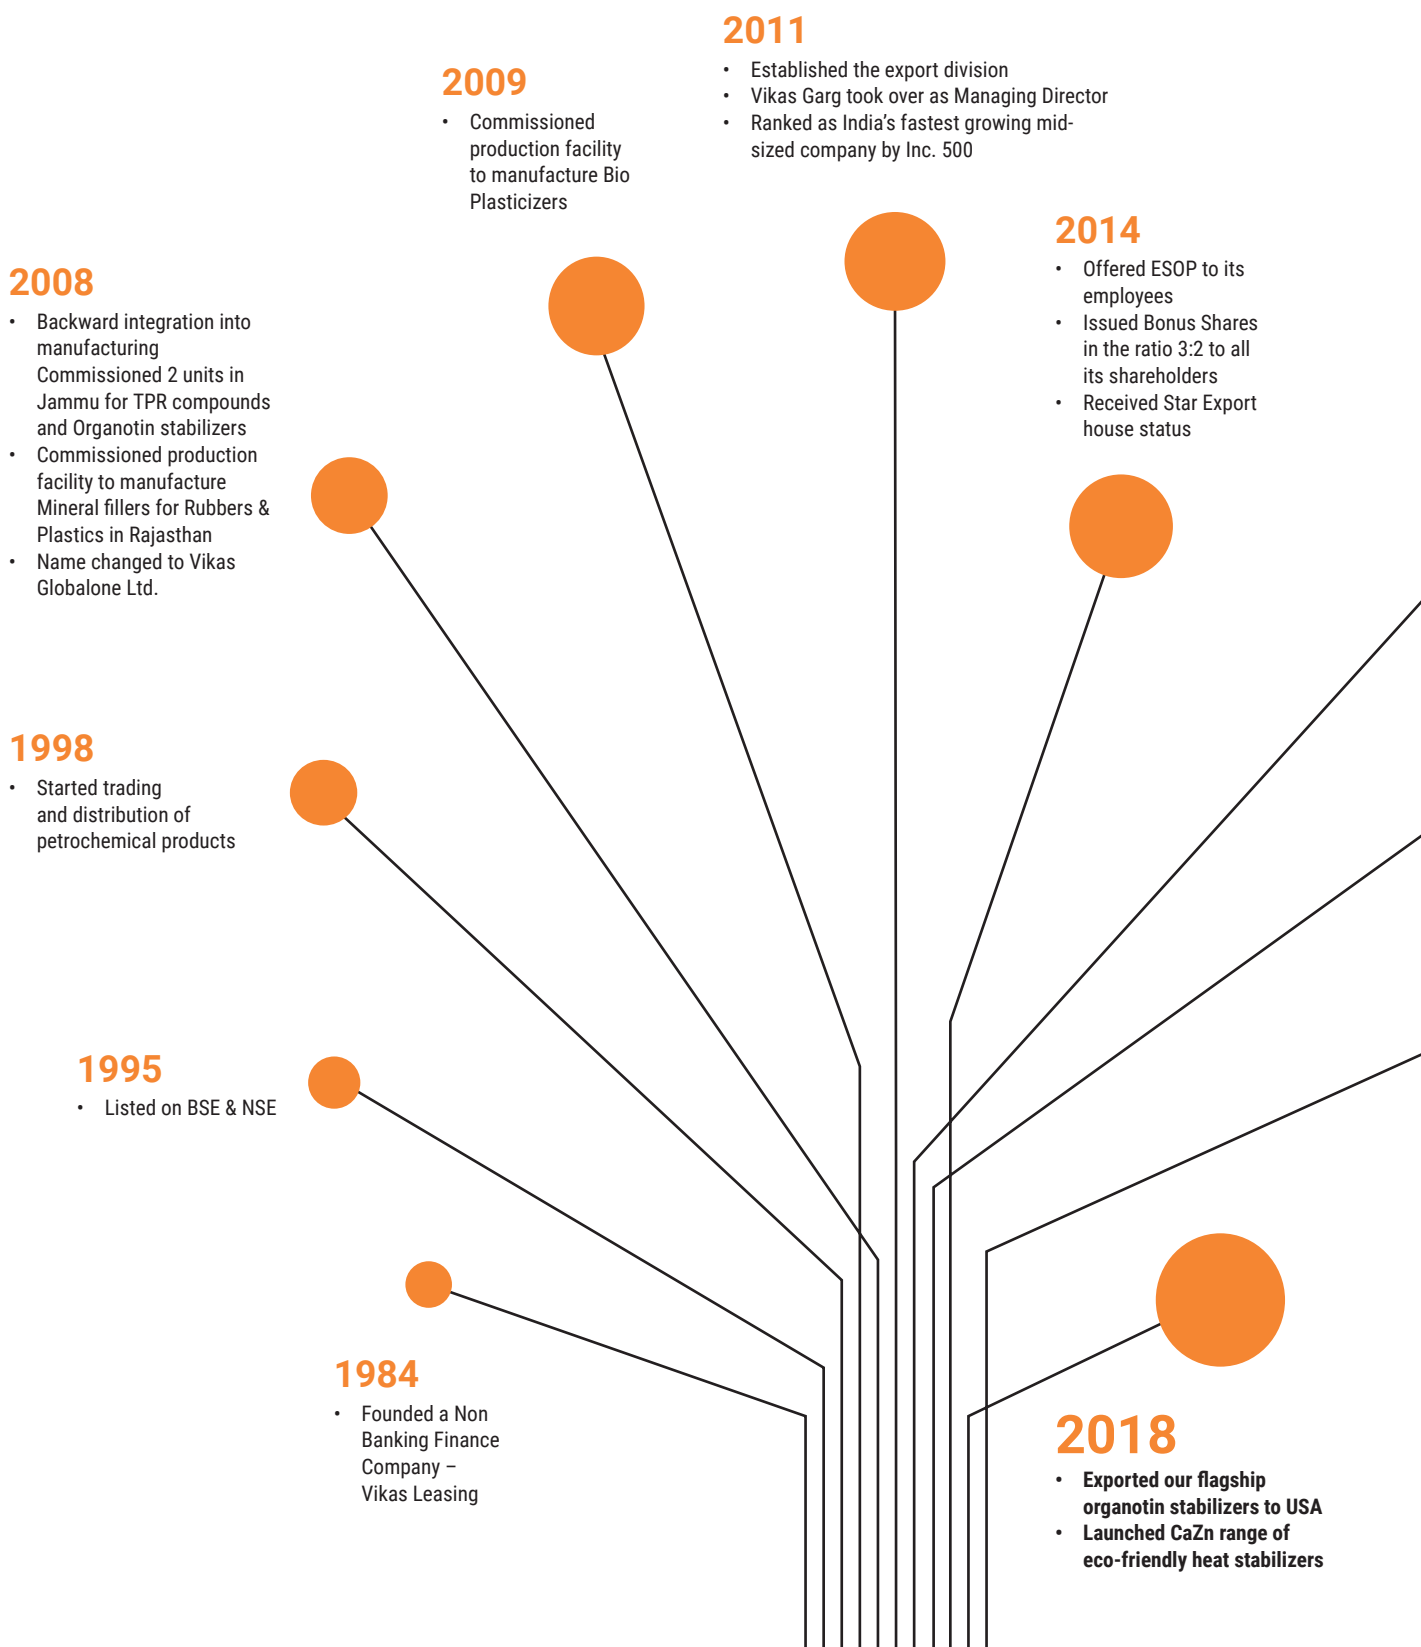 2011
• Established the export division
• Vikas Garg took over as Managing Director
• Ranked as India’s fastest growing mid-
sized company by Inc. 500
2009
• Commissioned
production facility
to manufacture Bio
Plasticizers
2014
• Offered ESOP to its
employees
• Issued Bonus Shares
in the ratio 3:2 to all
its shareholders
• Received Star Export
house status
2008
• Backward integration into
manufacturing
Commissioned 2 units in
Jammu for TPR compounds
and Organotin stabilizers
• Commissioned production
facility to manufacture
Mineral fillers for Rubbers &
Plastics in Rajasthan
• Name changed to Vikas
Globalone Ltd.
1998
• Started trading
and distribution of
petrochemical products
1995
• Listed on BSE & NSE
1984
• Founded a Non
Banking Finance
Company –
Vikas Leasing
2018
• Exported our flagship
organotin stabilizers to USA
• Launched CaZn range of
eco-friendly heat stabilizers